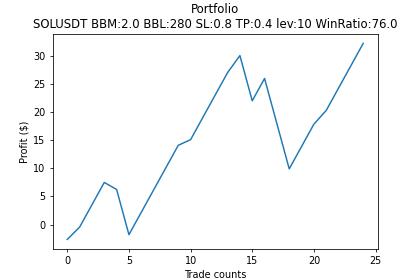 Portfolio
SOLUSDT BBM:2.0 BBL:280 SL:0.8 TP:0.4 lev:10 WinRatio:76.0
30
25
20
15
10
5
0
Profit ($)
0 5 10 15 20 25
Trade counts